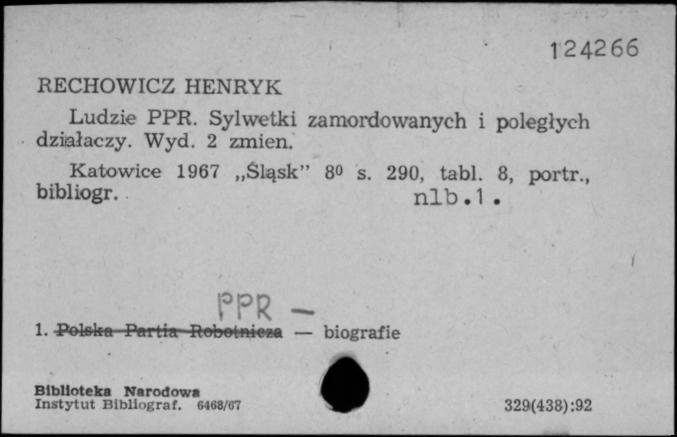 124266
RECHOWICZ HENRYK
Ludzie PPR. Sylwetki zamordowanych i poległych
działaczy. Wyd. 2 zmien.
Katowice 1967 „Śląsk” 8⁰ s. 290, tabl. 8, portr.,
bibliogr.
nlb.1.
PPR —
1. Polska Partia Robotnicza — biografie
Biblioteka Narodowa
Instytut Bibliograf. 6468/67
329(438):92